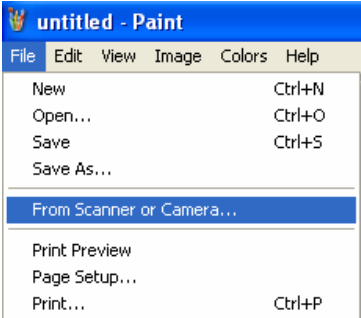 untitled - Paint
File Edit View Image Colors Help
New Ctrl+N
Open... Ctrl+O
Save Ctrl+S
Save As...
From Scanner or Camera...
Print Preview
Page Setup...
Print... Ctrl+P